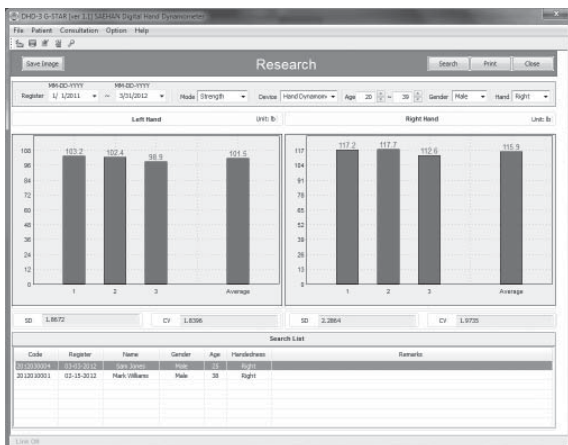 DHD-3 G-STAR [ver 1.1] SAEHAN Digital Hand Dynamometer
File Patient Consultation Option Help
Save Image Research Search Print Close
MM-DD-YYYY MM-DD-YYYY
Register 1/ 1/2011 ~ 3/31/2012 Mode Strength Device Hand Dynamom Age 20 ~ 39 Gender Male Hand Right
Left Hand Unit: lb Right Hand Unit: lb
108 103.2 102.4 98.9 101.5 117 117.2 117.7 112.6 115.9
96 104
84 91
72 78
60 65
48 52
36 39
24 26
12 13
0 0
1 2 3 Average 1 2 3 Average
SD 1.8672 CV 1.8396 SD 2.2864 CV 1.9735
Search List
Code Register Name Gender Age Handedness Remarks
2012030004 03-03-2012 Sam Jones Male 25 Right
2012030001 03-15-2012 Mark Williams Male 38 Right
Link Off